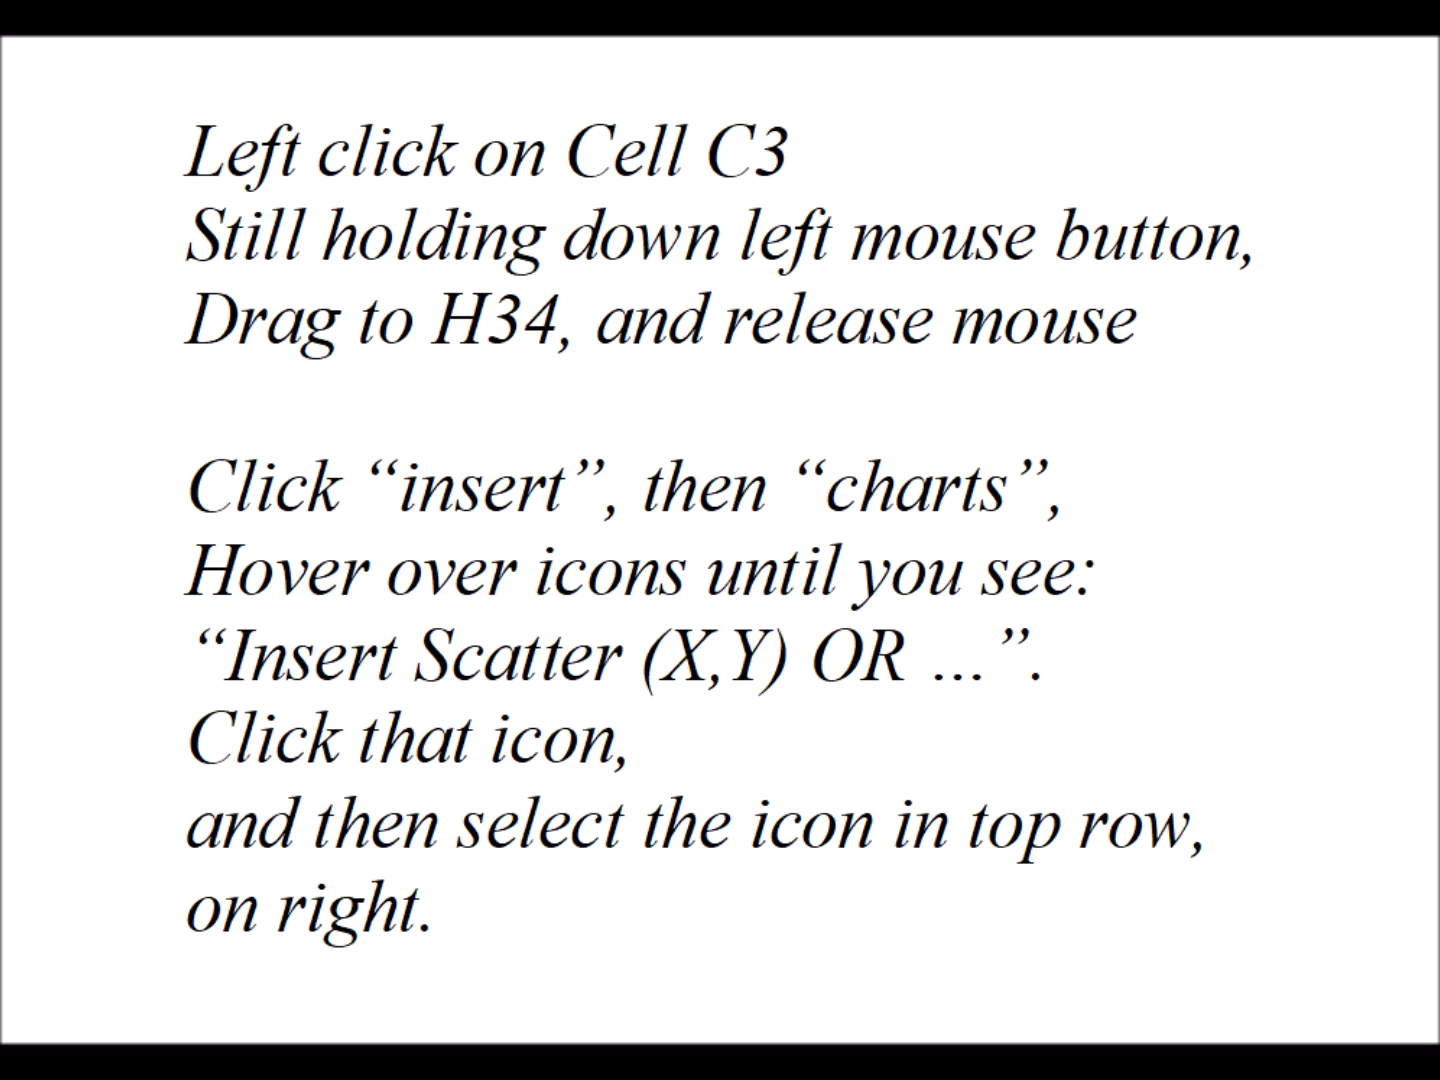 Left click on Cell C3
Still holding down left mouse button,
Drag to H34, and release mouse
Click “insert”, then “charts”,
Hover over icons until you see:
“Insert Scatter (X,Y) OR ...”.
Click that icon,
and then select the icon in top row,
on right.